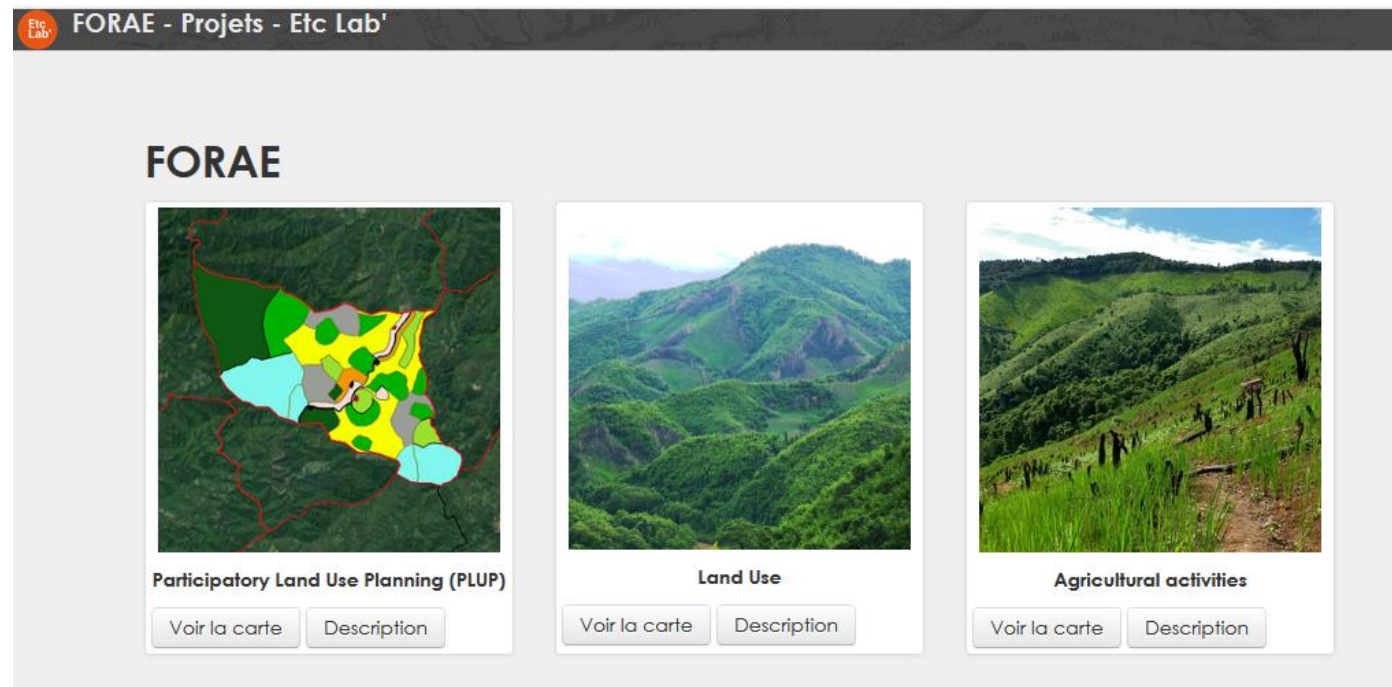 Etc
Lab'
FORAE - Projets - Etc Lab'
FORAE
Participatory Land Use Planning (PLUP)
Voir la carte Description
Land Use
Voir la carte Description
Agricultural activities
Voir la carte Description